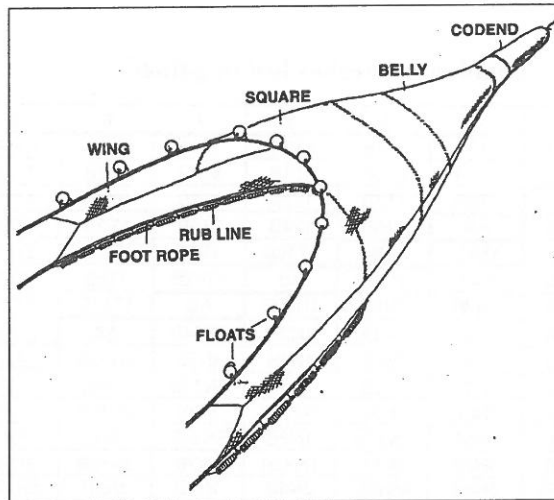 CODEND
BELLY
SQUARE
WING
RUB LINE
FOOT ROPE
FLOATS